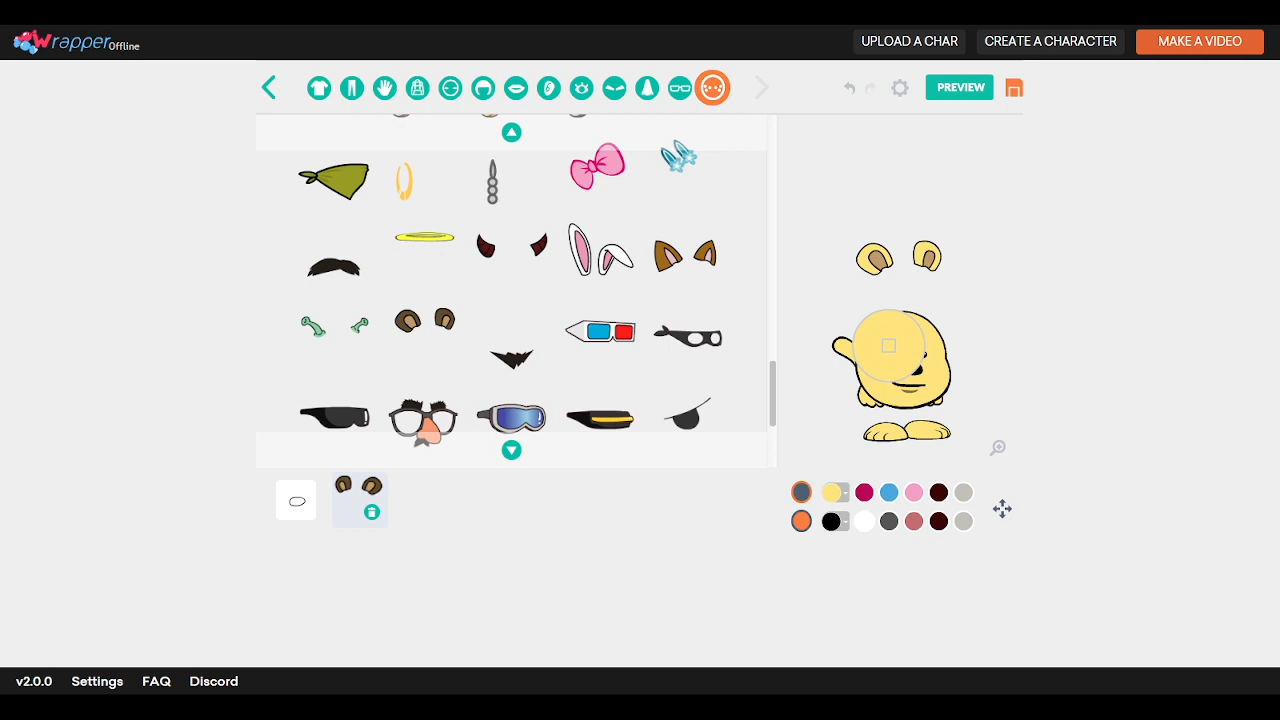 Wrapper Offline
UPLOAD A CHAR
CREATE A CHARACTER
MAKE A VIDEO
PREVIEW
v2.0.0
Settings
FAQ
Discord